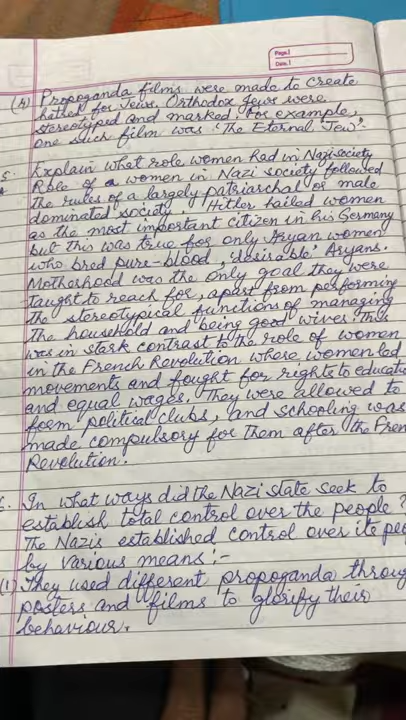 Page.1
Date.1
(4) Propoganda films were made to create
hatred for Jews. Orthodox Jews were
stereotyped and marked. For example,
one such film was 'The Eternal Jew'.
5. Explain what role women had in Nazi society
Role of a women in Nazi society followed
the rules of a largely patriarchal or male
dominated society. Hitler hailed women
as the most important citizen in his Germany
but this was true for only Aryan women
who bred pure-blood, 'desirable' Aryans.
Motherhood was the only goal they were
taught to reach for, apart from performing
the stereotypical functions of managing
the household and being good wives. This
was in stark contrast to the role of women
in the French Revolution where women led
movements and fought for rights to educatio
and equal wages. They were allowed to
form political clubs, and schooling was
made compulsory for them after the Fren
Revolution.
6. In what ways did the Nazi state seek to
establish total control over the people?
The Nazis established control over its peo
by various means :-
(1) They used different propoganda throug
posters and films to glorify their
behaviour.